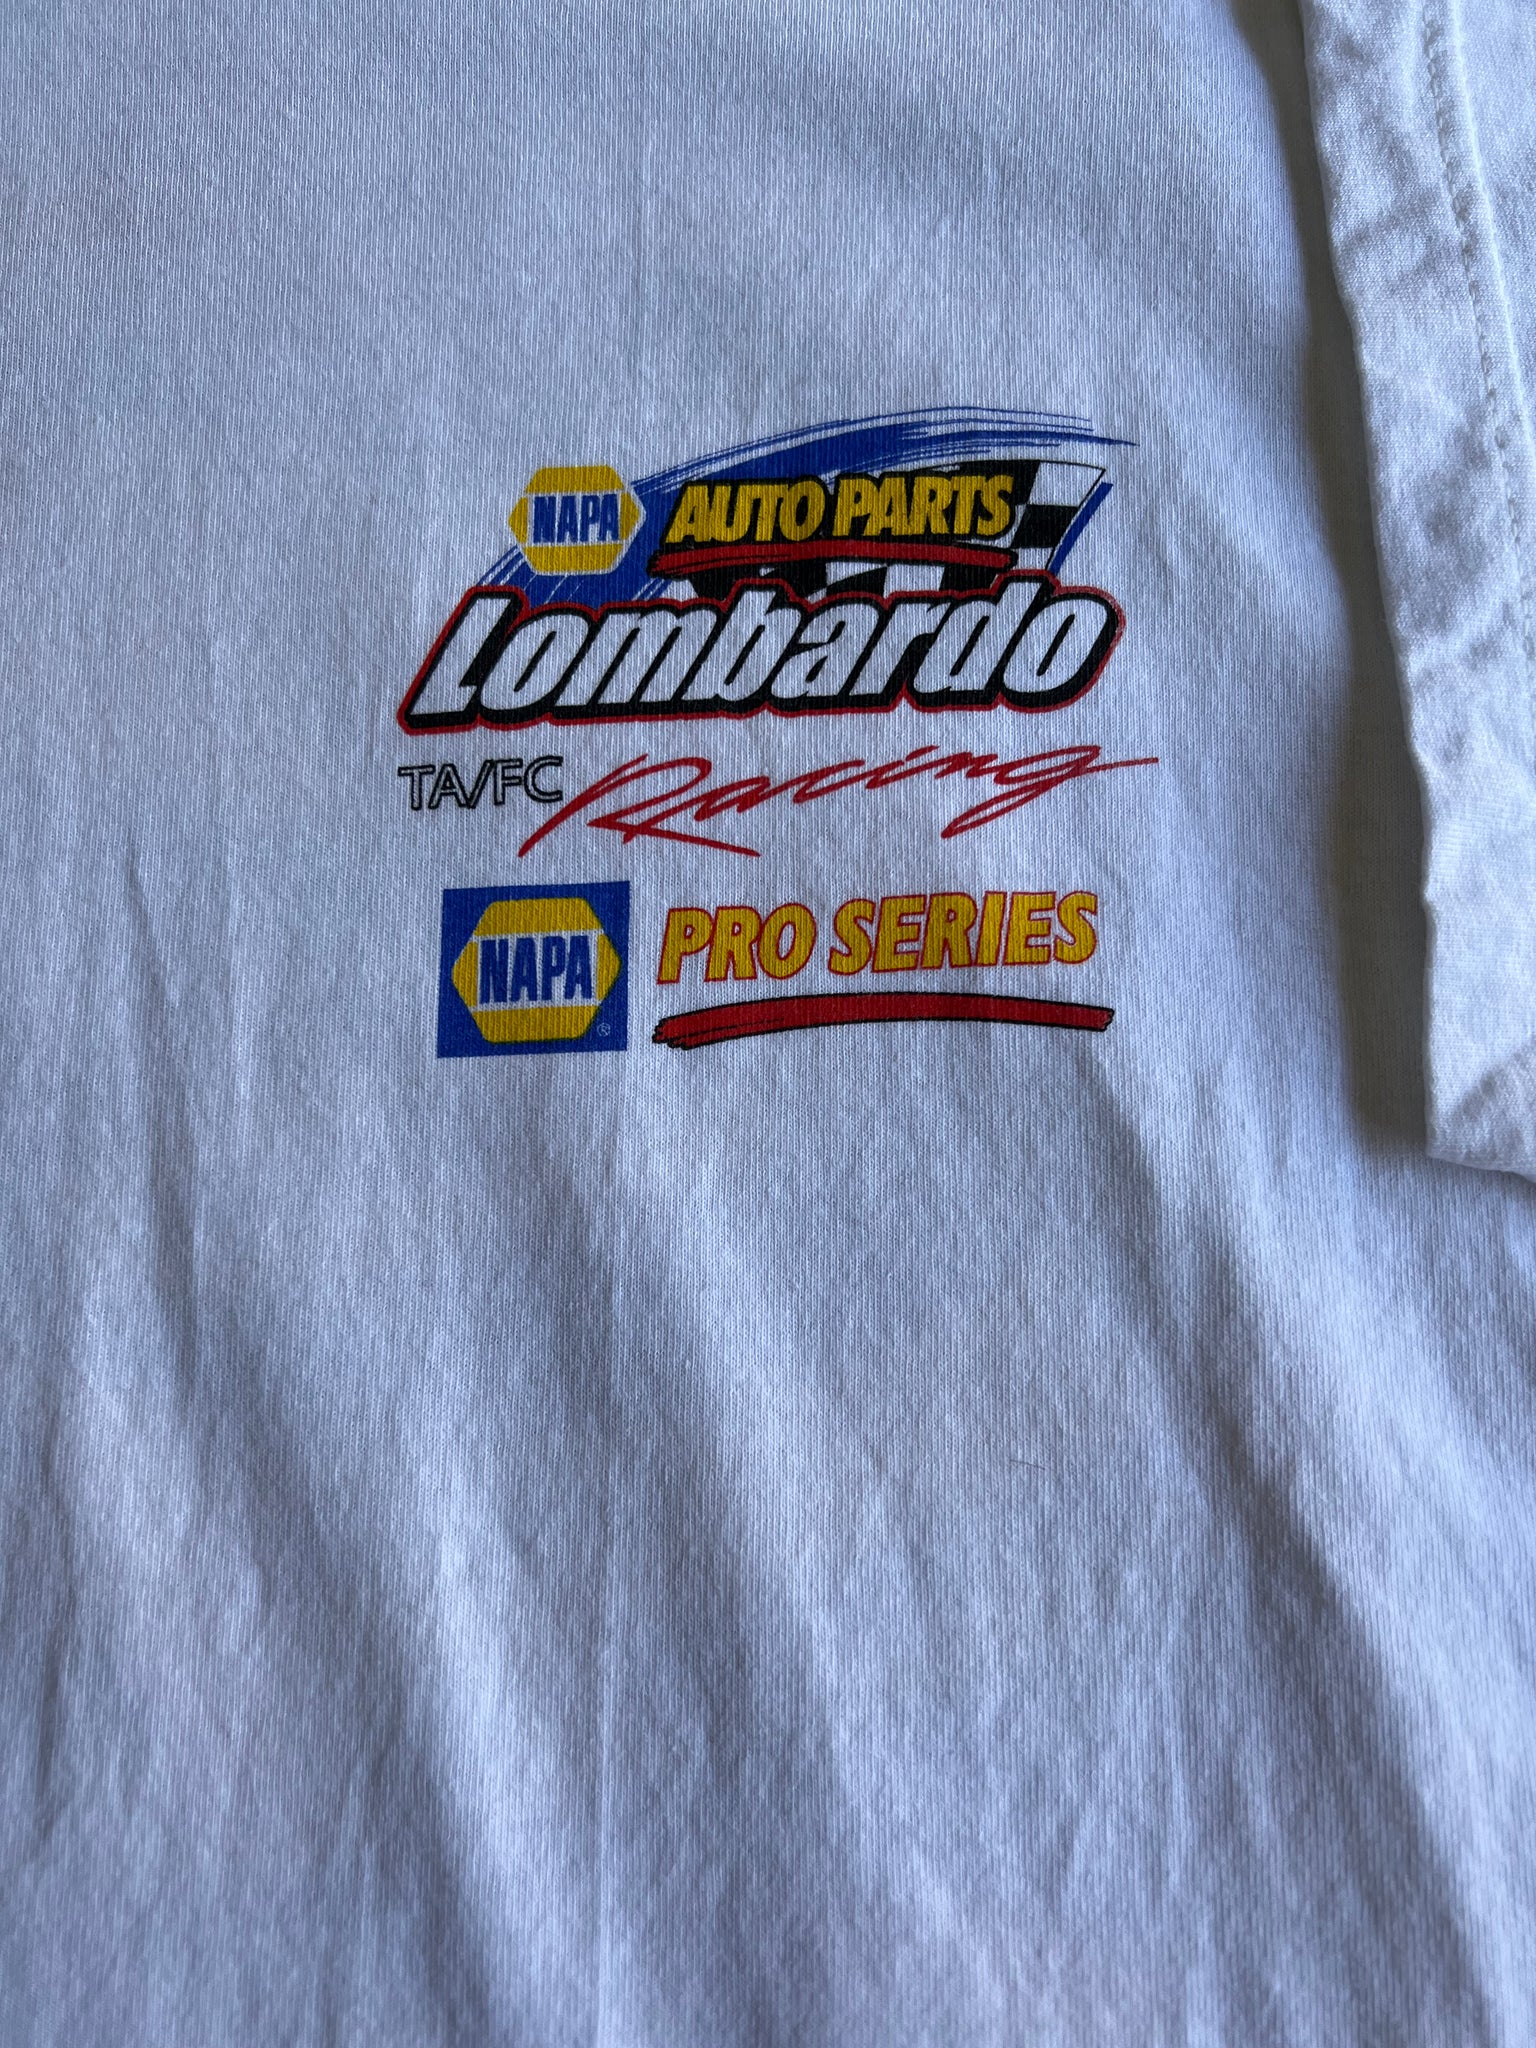 NAPA AUTO PARTS
Lombardo
TA/FC Racing
NAPA ® PRO SERIES